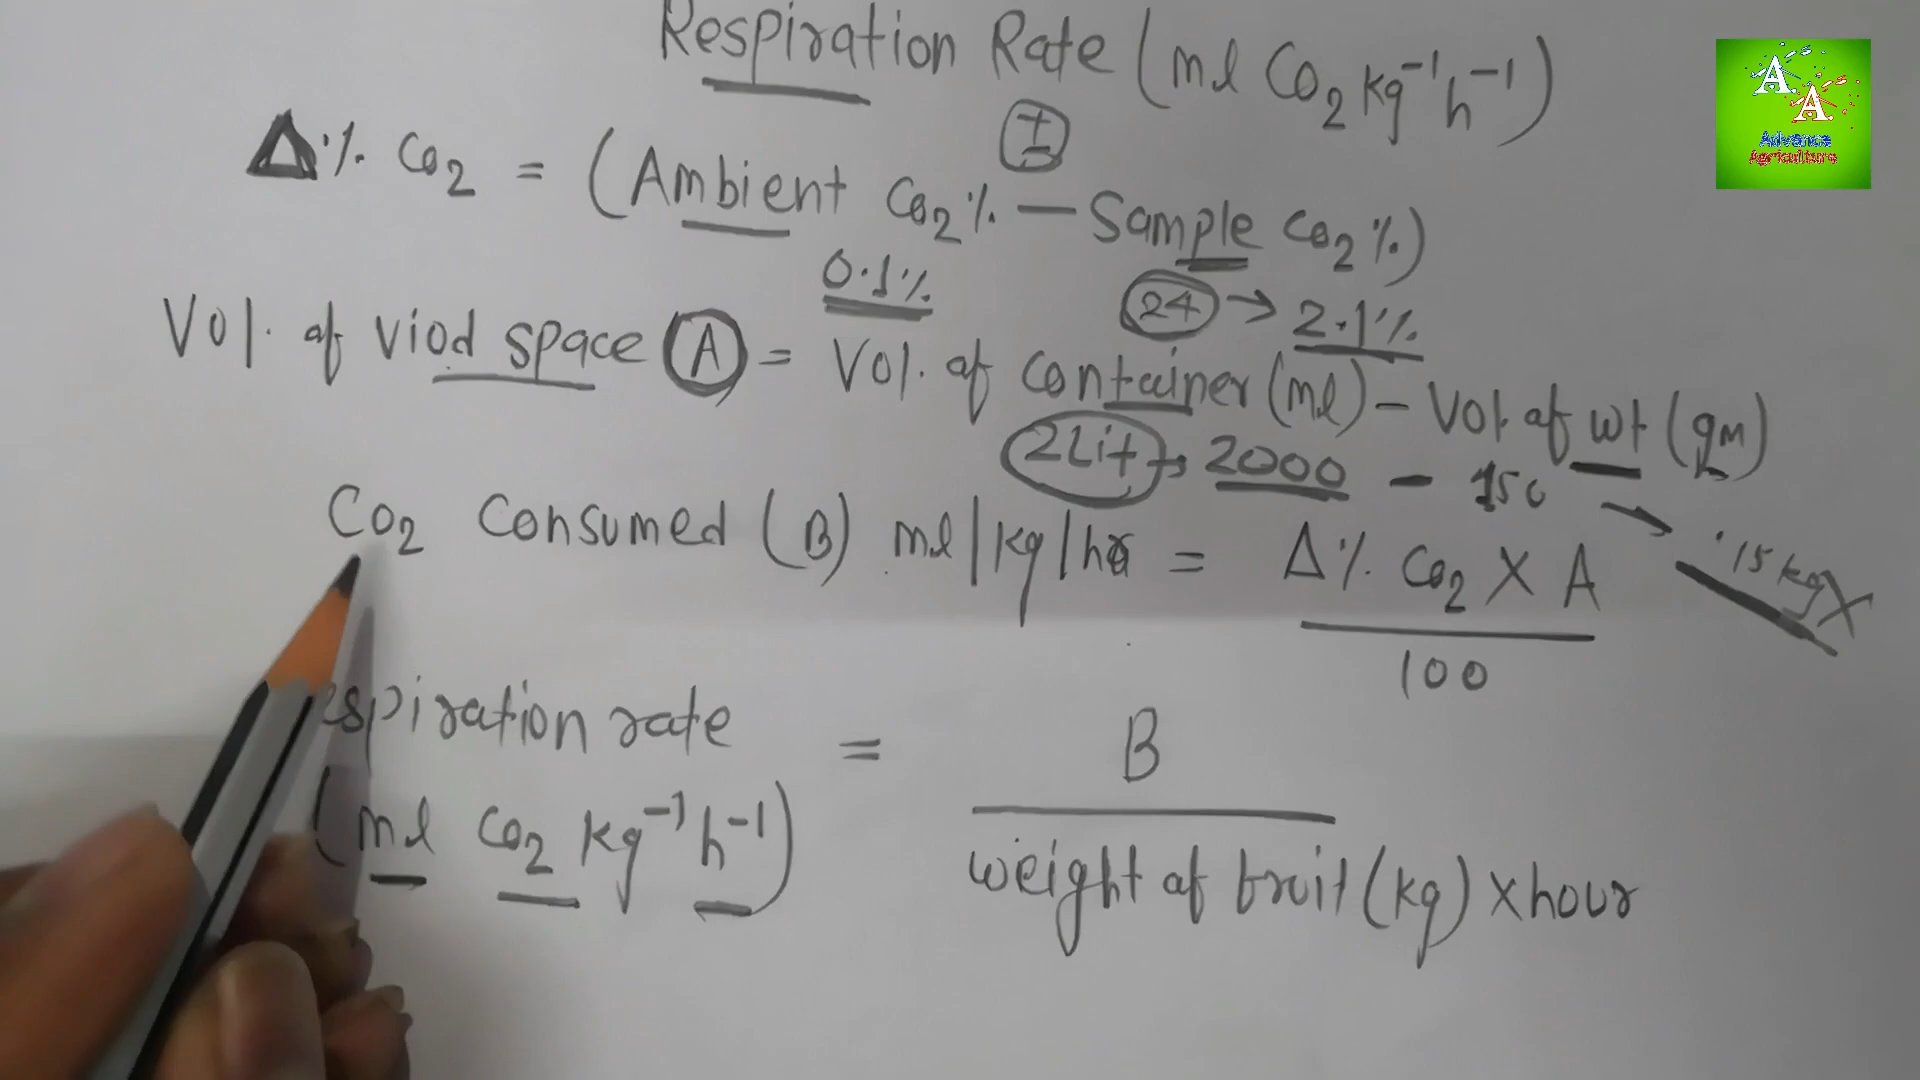 Respiration Rate (ml CO2 kg-1 h-1)
I
Δ% CO2 = (Ambient CO2% – Sample CO2%)
0.1%
24 → 2.1%
Vol. of Viod space (A) = Vol. of container (ml) – Vol. of wt (gm)
2Lit → 2000 – 150 → .15 kg X
CO2 Consumed (B) ml/kg/hr = Δ% CO2 X A
100
espiration rate = B
(ml CO2 kg-1 h-1)
weight of fruit (kg) x hour
A A
Advance
Agriculture